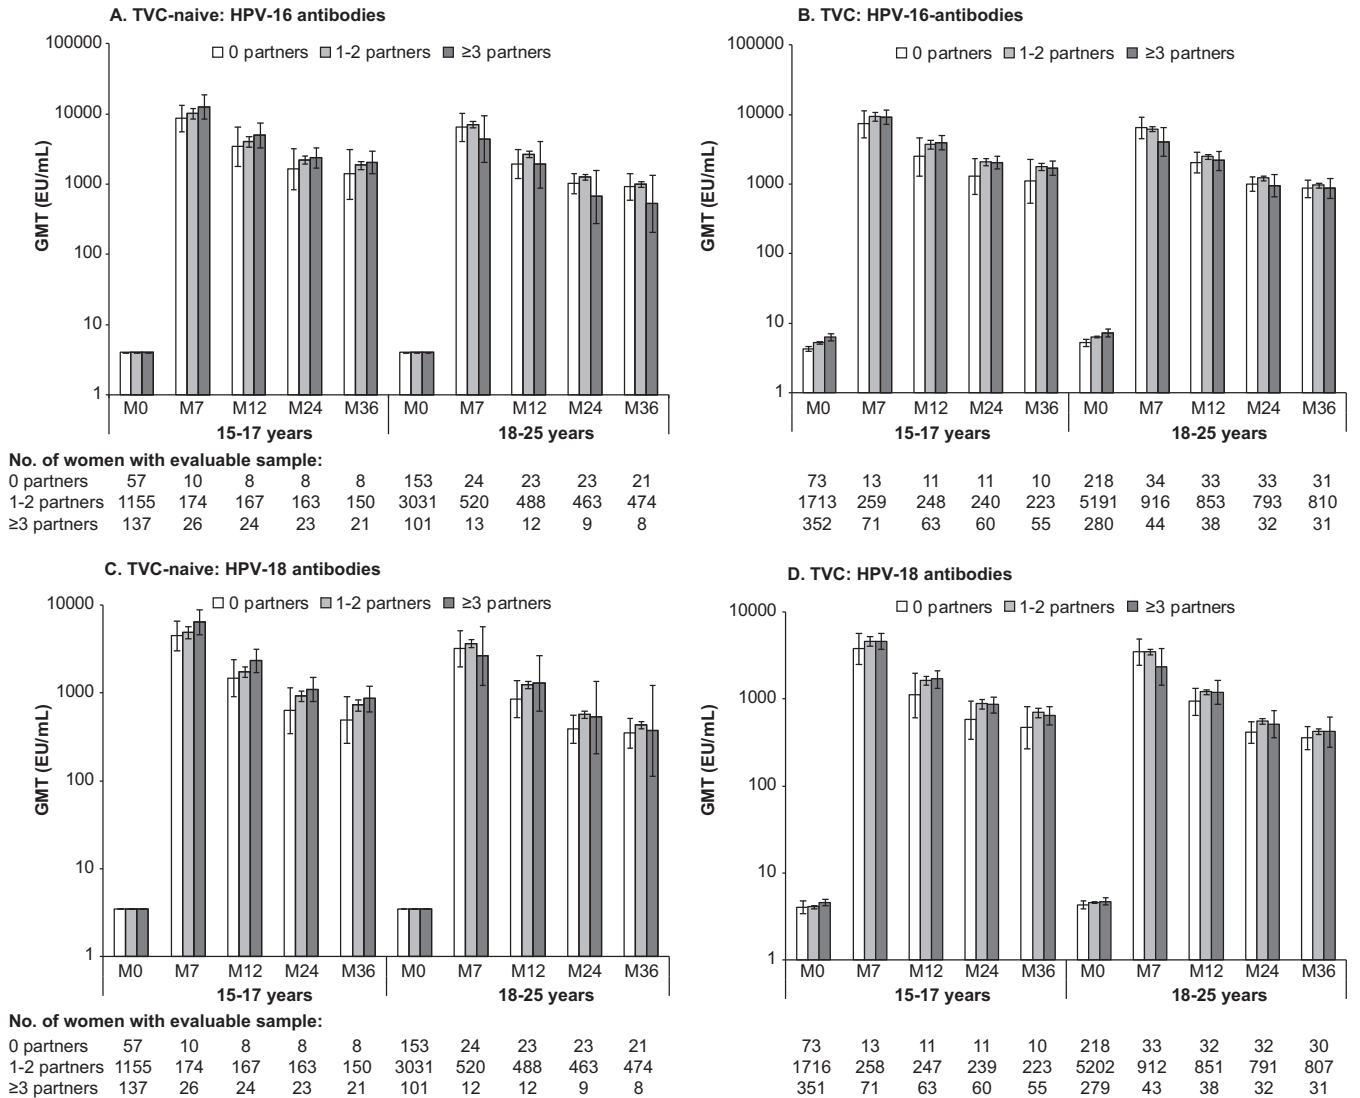 A. TVC-naive: HPV-16 antibodies
0 partners 1-2 partners ≥3 partners
GMT (EU/mL)
100000
10000
1000
100
10
1
M0 M7 M12 M24 M36 M0 M7 M12 M24 M36
15-17 years 18-25 years
B. TVC: HPV-16-antibodies
0 partners 1-2 partners ≥3 partners
GMT (EU/mL)
100000
10000
1000
100
10
1
M0 M7 M12 M24 M36 M0 M7 M12 M24 M36
15-17 years 18-25 years
No. of women with evaluable sample:
0 partners 57 10 8 8 8 153 24 23 23 21 73 13 11 11 10 218 34 33 33 31
1-2 partners 1155 174 167 163 150 3031 520 488 463 474 1713 259 248 240 223 5191 916 853 793 810
≥3 partners 137 26 24 23 21 101 13 12 9 8 352 71 63 60 55 280 44 38 32 31
C. TVC-naive: HPV-18 antibodies
0 partners 1-2 partners ≥3 partners
GMT (EU/mL)
10000
1000
100
10
1
M0 M7 M12 M24 M36 M0 M7 M12 M24 M36
15-17 years 18-25 years
D. TVC: HPV-18 antibodies
0 partners 1-2 partners ≥3 partners
GMT (EU/mL)
10000
1000
100
10
1
M0 M7 M12 M24 M36 M0 M7 M12 M24 M36
15-17 years 18-25 years
No. of women with evaluable sample:
0 partners 57 10 8 8 8 153 24 23 23 21 73 13 11 11 10 218 33 32 32 30
1-2 partners 1155 174 167 163 150 3031 520 488 463 474 1716 258 247 239 223 5202 912 851 791 807
≥3 partners 137 26 24 23 21 101 12 12 9 8 351 71 63 60 55 279 43 38 32 31